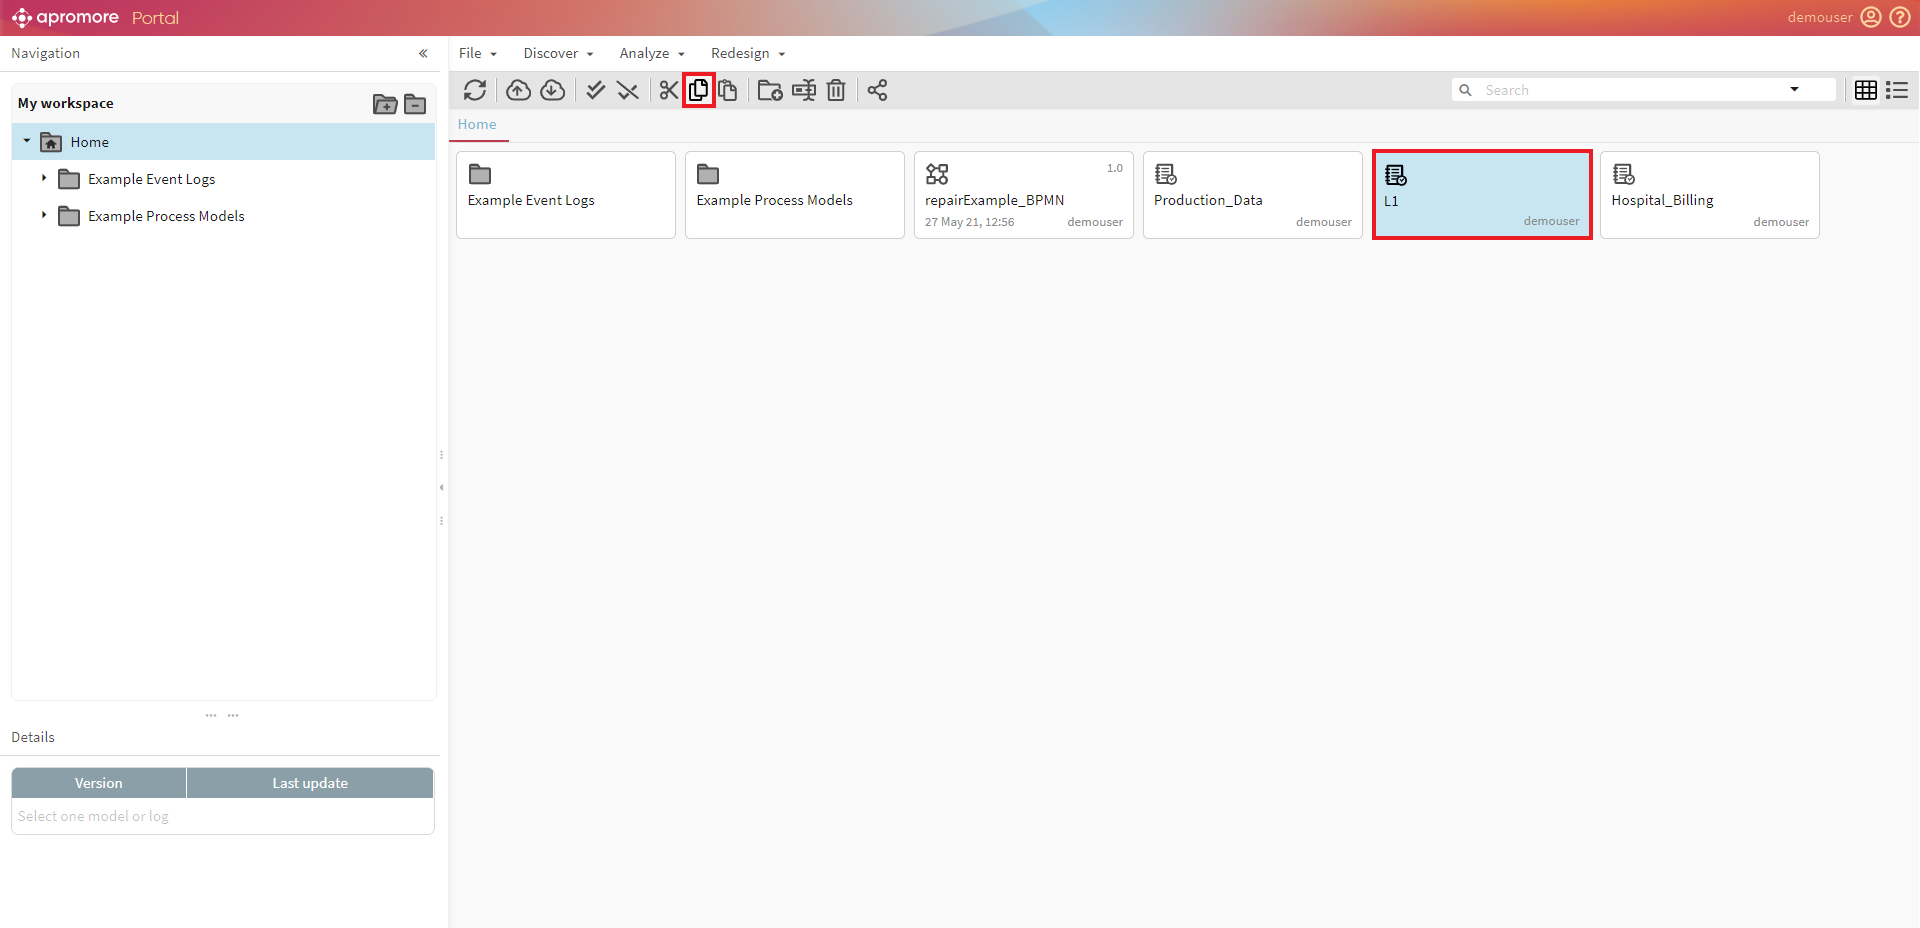 apromore Portal
demouser
Navigation
File
Discover
Analyze
Redesign
My workspace
Search
Home
Home
Example Event Logs
Example Process Models
Example Event Logs
Example Process Models
1.0
repairExample_BPMN
27 May 21, 12:56
demouser
Production_Data
demouser
L1
demouser
Hospital_Billing
demouser
Details
Version
Last update
Select one model or log